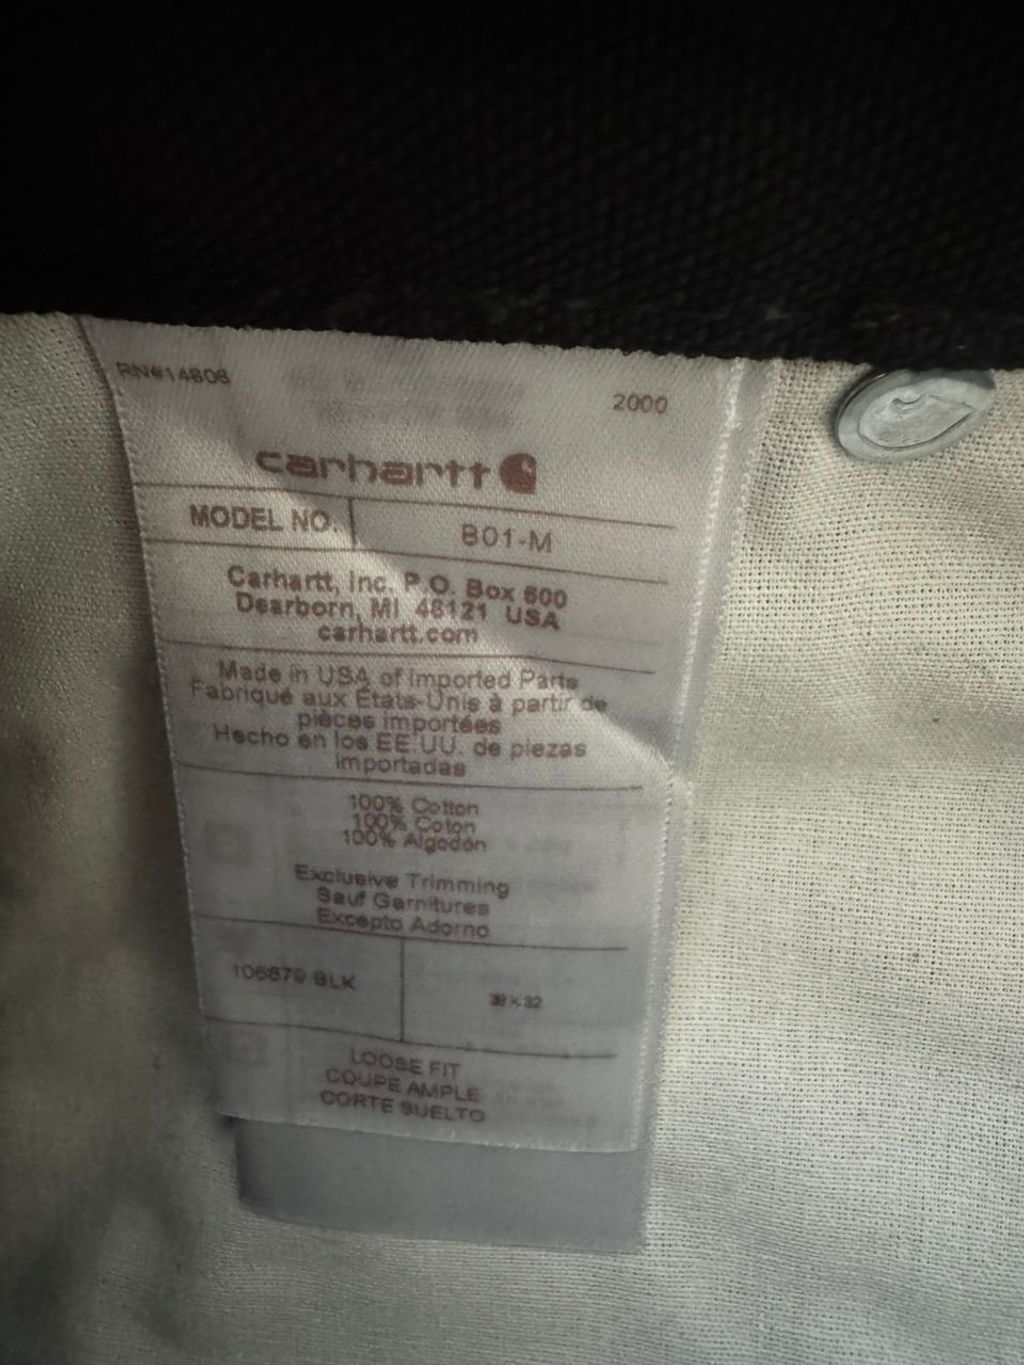 RN#14806
2000
carhartt
MODEL NO.
B01-M
Carhartt, Inc. P.O. Box 600
Dearborn, MI 48121 USA
carhartt.com
Made in USA of Imported Parts
Fabriqué aux États-Unis à partir de
pièces importées
Hecho en los EE.UU. de piezas
importadas
100% Cotton
100% Coton
100% Algodón
Exclusive Trimming
Sauf Garnitures
Excepto Adorno
106879 BLK
x 32
LOOSE FIT
COUPE AMPLE
CORTE SUELTO